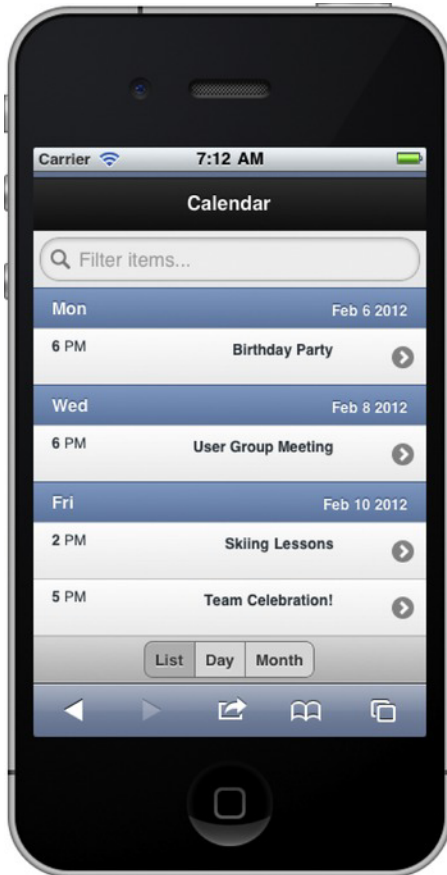 Carrier 7:12 AM
Calendar
Filter items...
Mon Feb 6 2012
6 PM Birthday Party
Wed Feb 8 2012
6 PM User Group Meeting
Fri Feb 10 2012
2 PM Skiing Lessons
5 PM Team Celebration!
List Day Month